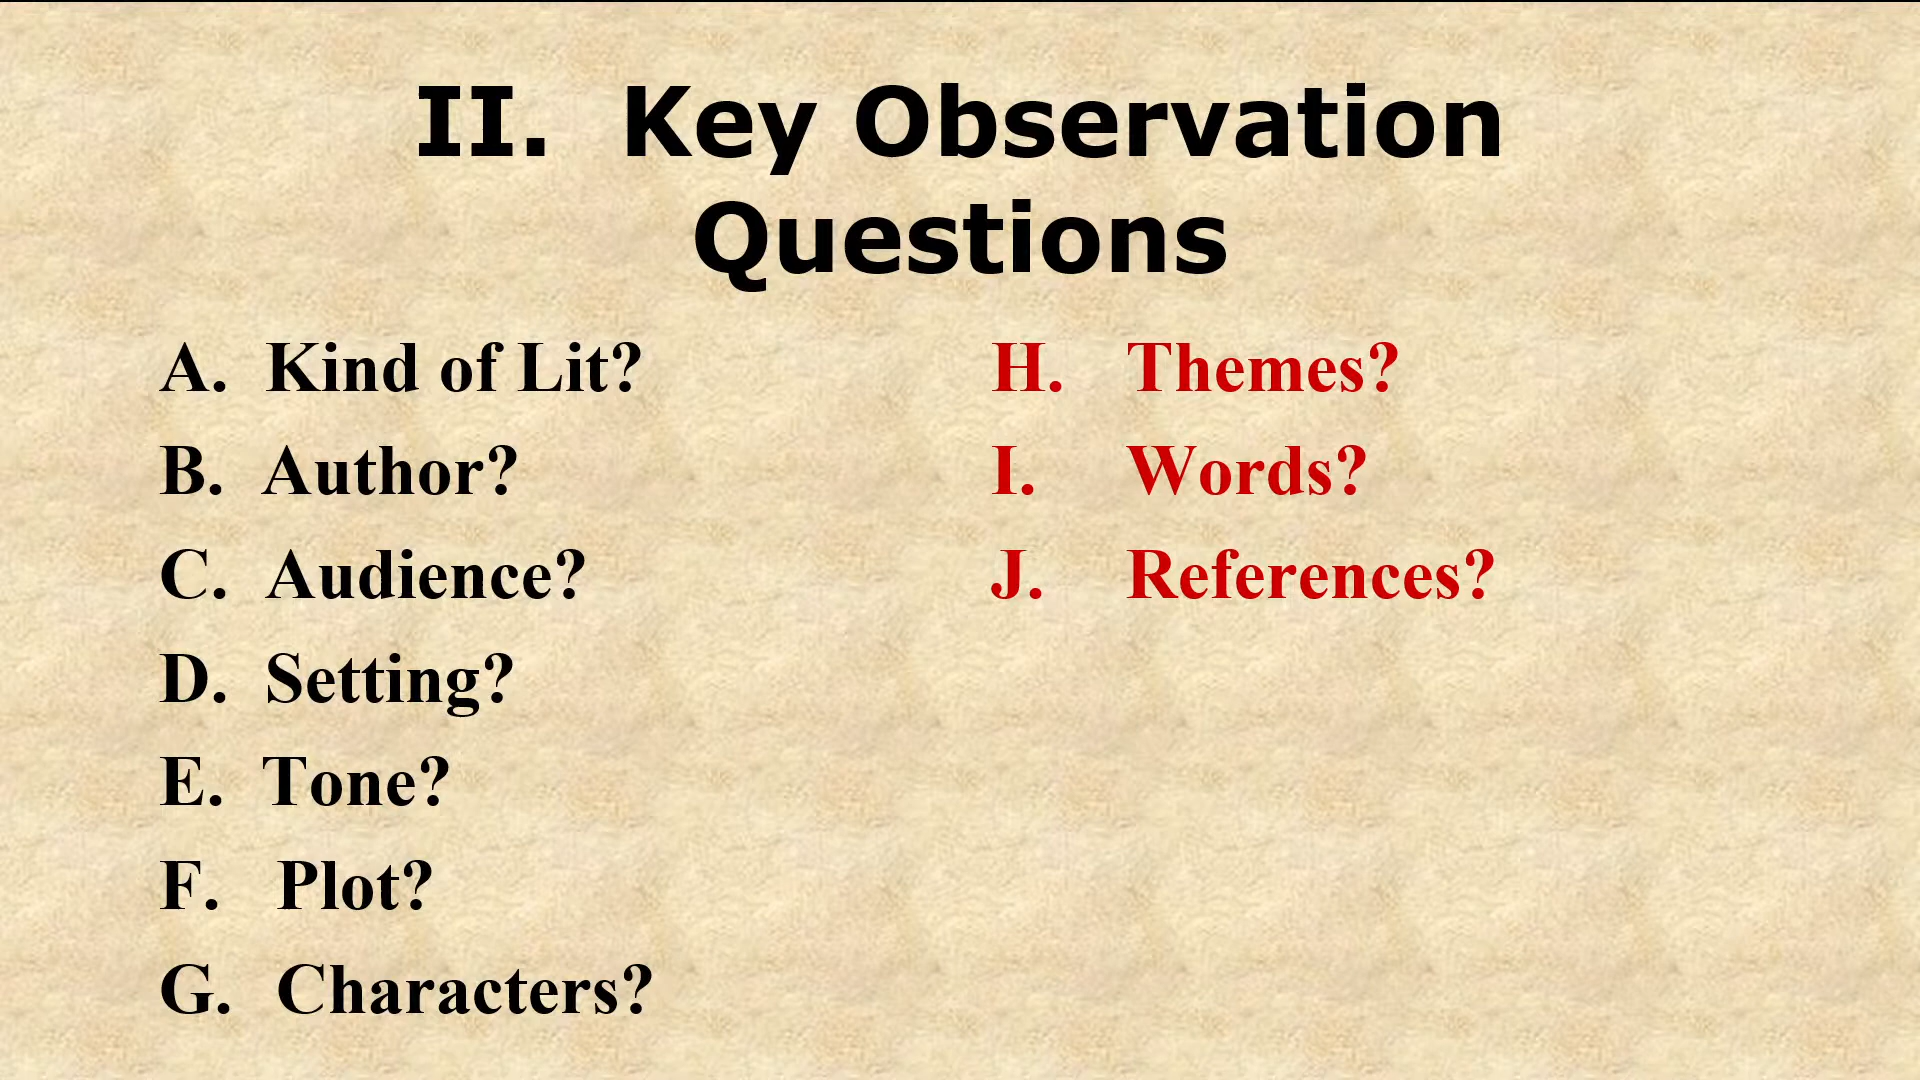 II. Key Observation
Questions
A. Kind of Lit?
B. Author?
C. Audience?
D. Setting?
E. Tone?
F. Plot?
G. Characters?
H. Themes?
I. Words?
J. References?